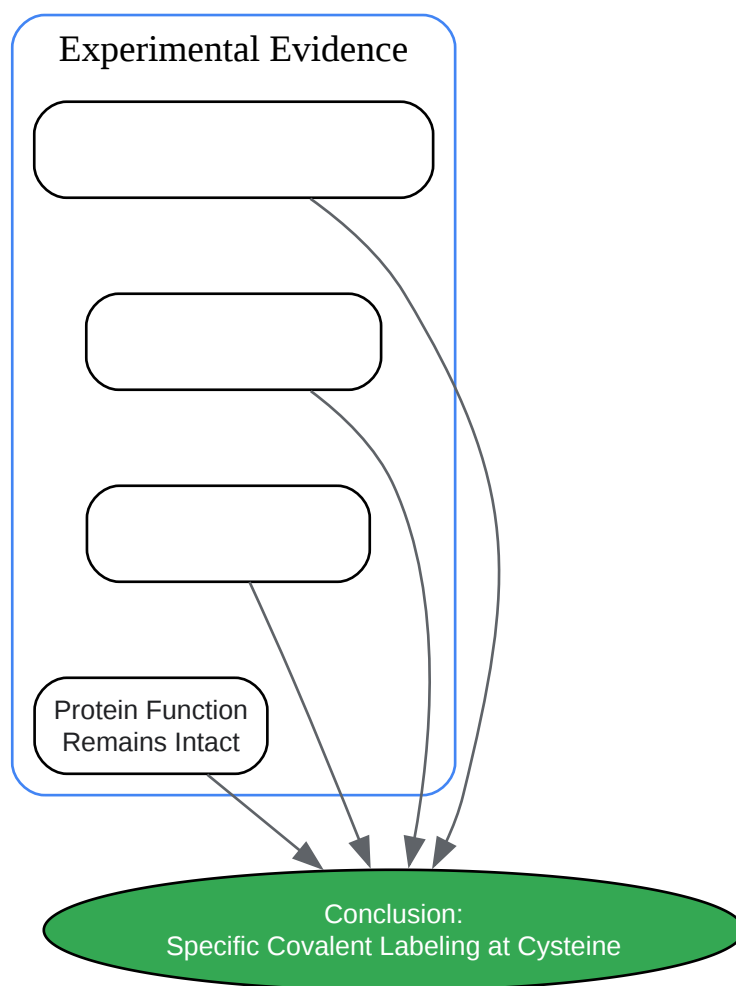 Experimental Evidence
Protein Function
Remains Intact
Conclusion:
Specific Covalent Labeling at Cysteine